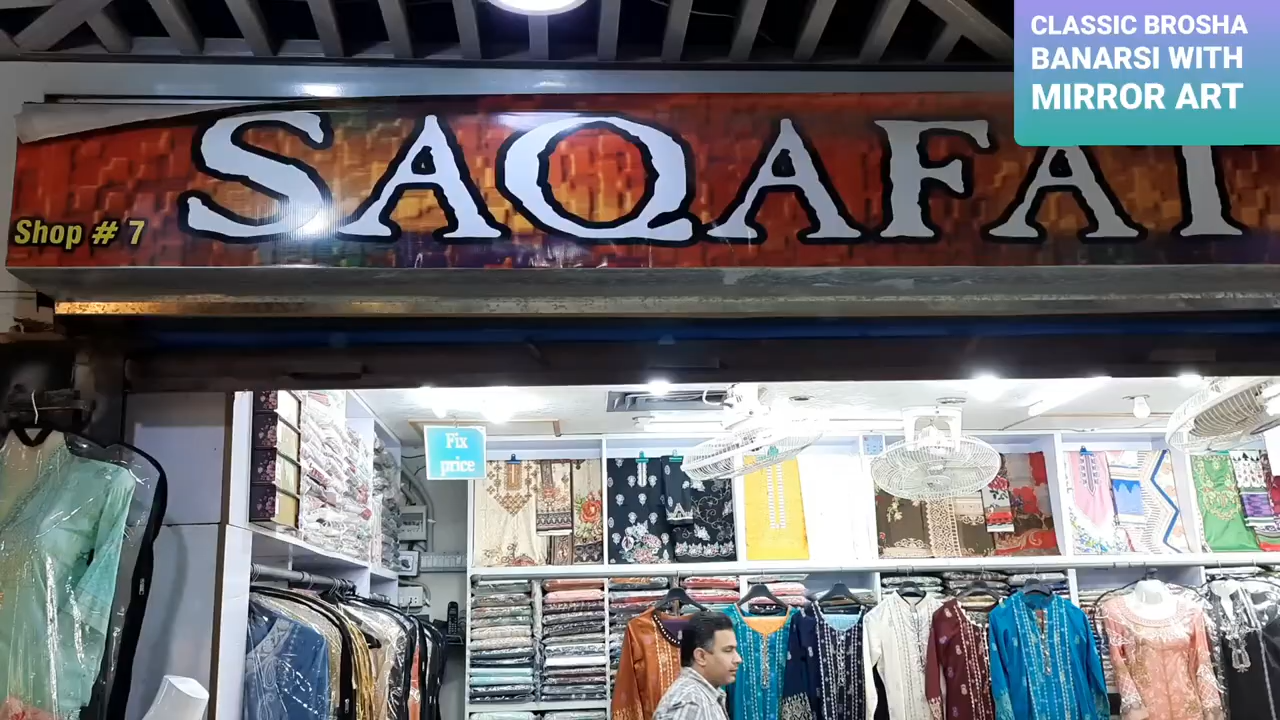 CLASSIC BROSHA
BANARSI WITH
MIRROR ART
SAQAFAT
Shop # 7
Fix
price